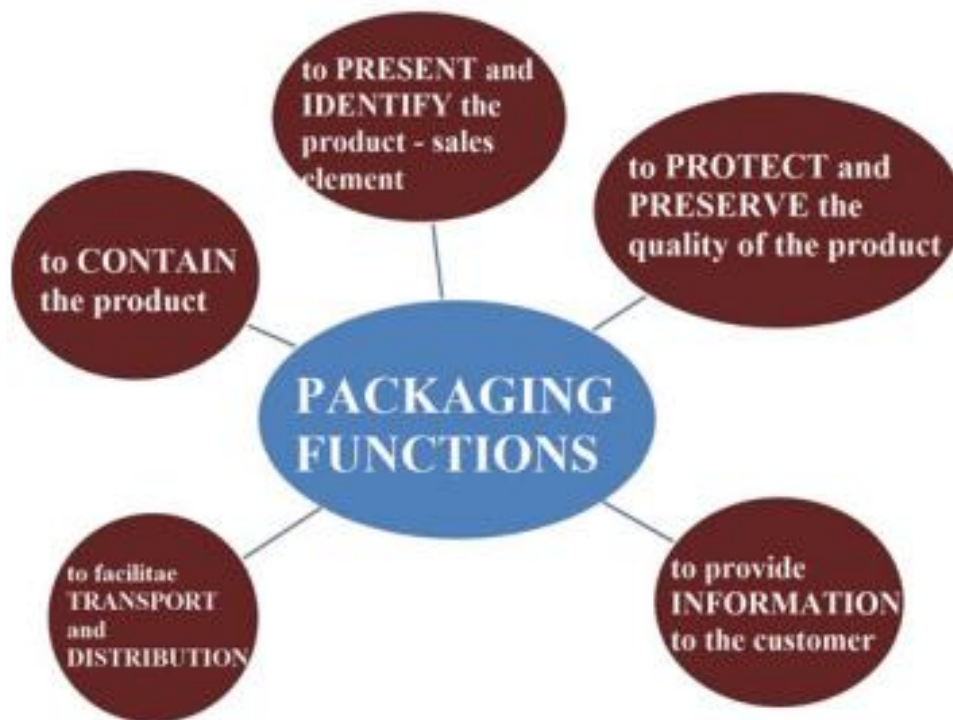 to PRESENT and
IDENTIFY the
product - sales
element
to PROTECT and
PRESERVE the
quality of the product
to CONTAIN
the product
PACKAGING
FUNCTIONS
to facilitae
TRANSPORT
and
DISTRIBUTION
to provide
INFORMATION
to the customer